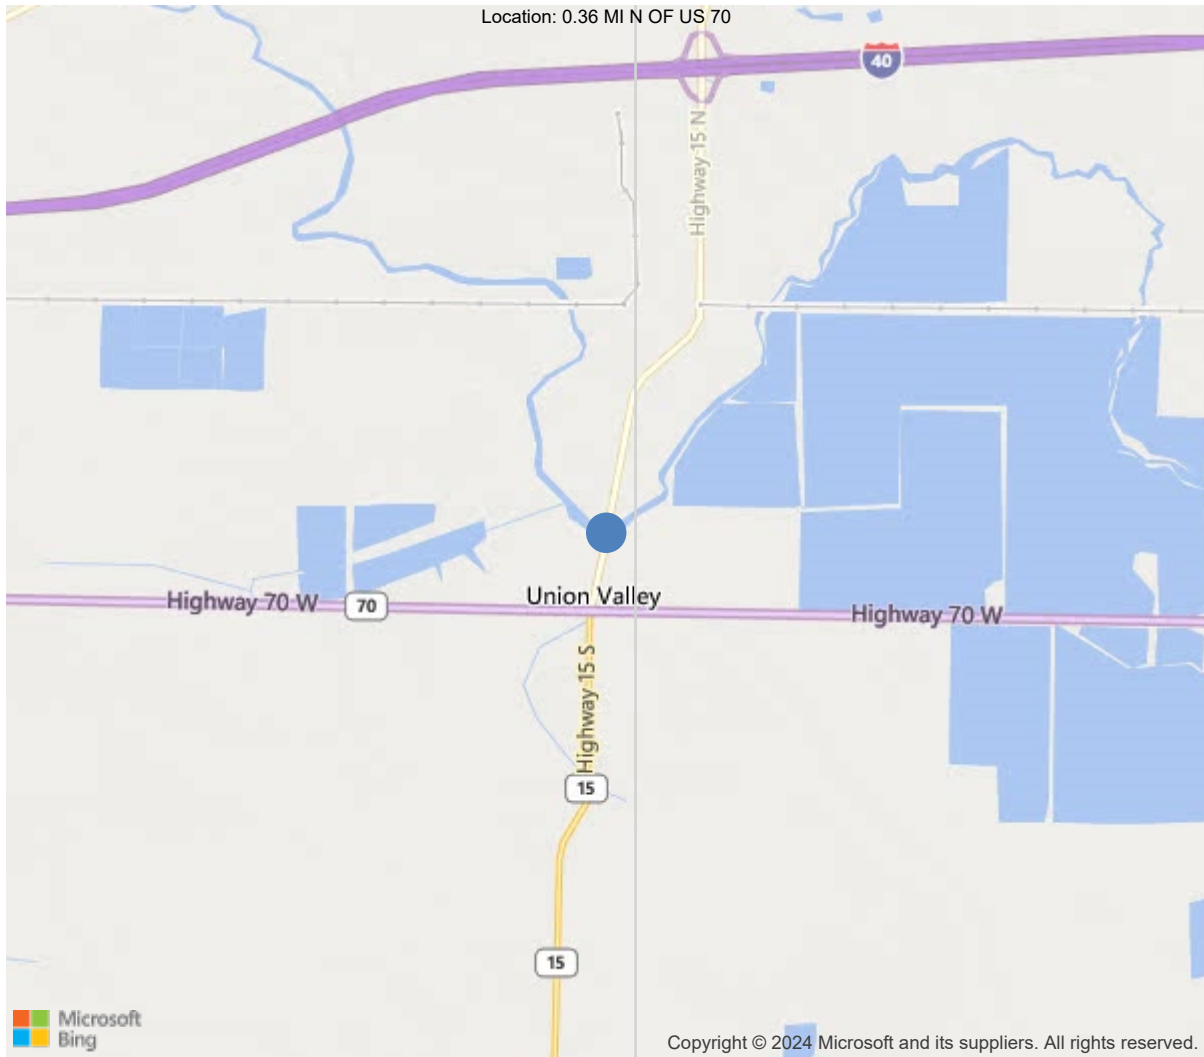 Location: 0.36 MI N OF US 70
40
Highway 15 N
Union Valley
Highway 70 W
70
Highway 70 W
Highway 15 S
15
15
Microsoft
Bing
Copyright © 2024 Microsoft and its suppliers. All rights reserved.